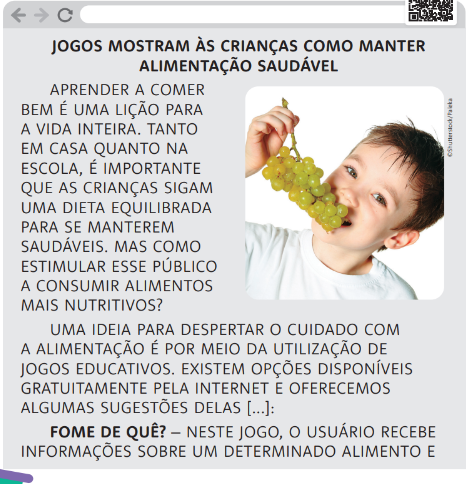 JOGOS MOSTRAM ÀS CRIANÇAS COMO MANTER
ALIMENTAÇÃO SAUDÁVEL
APRENDER A COMER
BEM É UMA LIÇÃO PARA
A VIDA INTEIRA. TANTO
EM CASA QUANTO NA
ESCOLA, É IMPORTANTE
QUE AS CRIANÇAS SIGAM
UMA DIETA EQUILIBRADA
PARA SE MANTEREM
SAUDÁVEIS. MAS COMO
ESTIMULAR ESSE PÚBLICO
A CONSUMIR ALIMENTOS
MAIS NUTRITIVOS?
UMA IDEIA PARA DESPERTAR O CUIDADO COM
A ALIMENTAÇÃO É POR MEIO DA UTILIZAÇÃO DE
JOGOS EDUCATIVOS. EXISTEM OPÇÕES DISPONÍVEIS
GRATUITAMENTE PELA INTERNET E OFERECEMOS
ALGUMAS SUGESTÕES DELAS [...]:
FOME DE QUÊ? – NESTE JOGO, O USUÁRIO RECEBE
INFORMAÇÕES SOBRE UM DETERMINADO ALIMENTO E